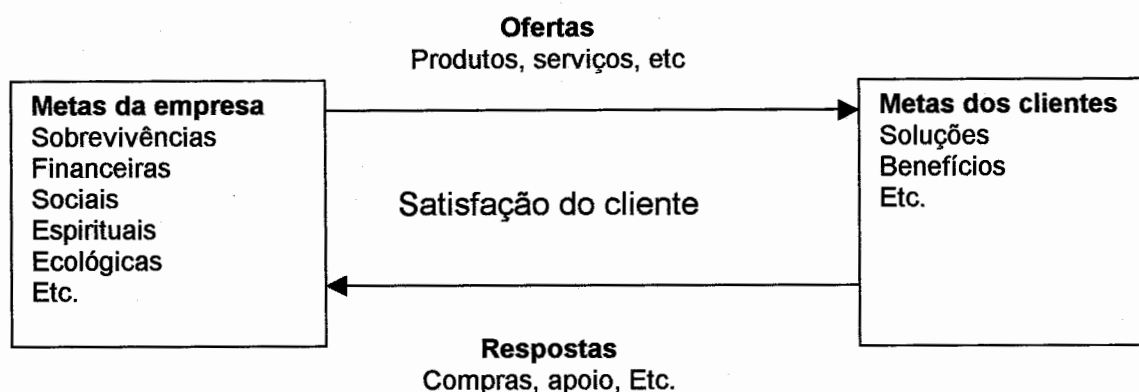 Ofertas
Produtos, serviços, etc
Metas da empresa
Sobrevivências
Financeiras
Sociais
Espirituais
Ecológicas
Etc.
Satisfação do cliente
Metas dos clientes
Soluções
Benefícios
Etc.
Respostas
Compras, apoio, Etc.